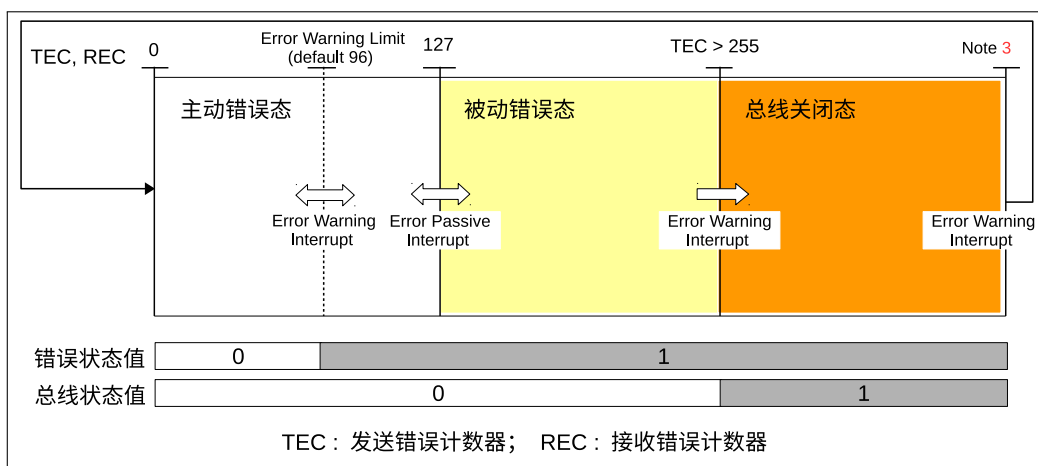 TEC, REC
0
Error Warning Limit
(default 96)
127
TEC > 255
Note 3
主动错误态
被动错误态
总线关闭态
Error Warning
Interrupt
Error Passive
Interrupt
Error Warning
Interrupt
Error Warning
Interrupt
错误状态值
0
1
总线状态值
0
1
TEC : 发送错误计数器； REC : 接收错误计数器